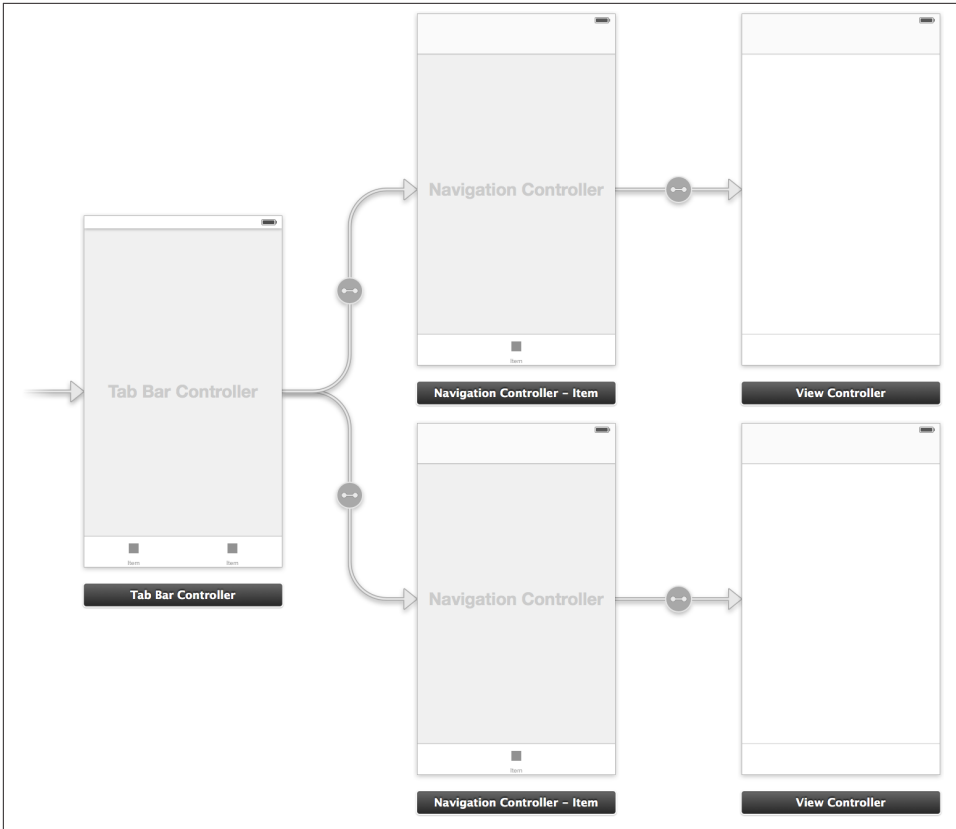 Navigation Controller
Navigation Controller – Item
Item
View Controller
Tab Bar Controller
Item
Item
Tab Bar Controller
Navigation Controller
Item
Navigation Controller – Item
View Controller